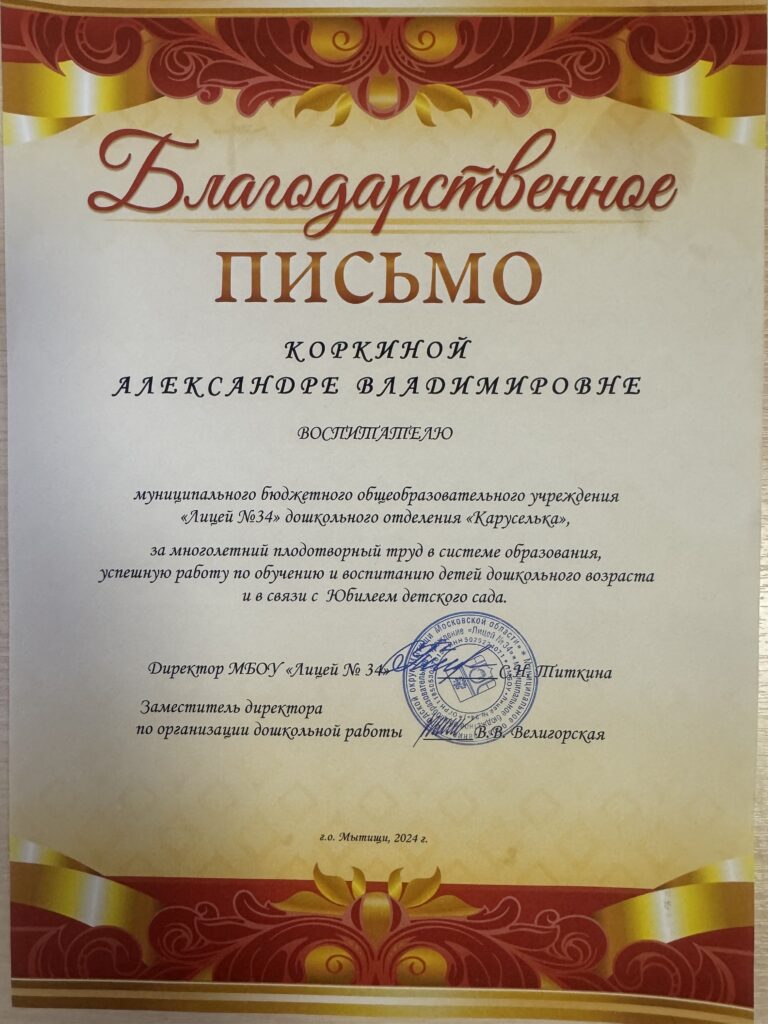 Благодарственное
ПИСЬМО
КОРКИНОЙ
АЛЕКСАНДРЕ ВЛАДИМИРОВНЕ
ВОСПИТАТЕЛЮ
муниципального бюджетного общеобразовательного учреждения
«Лицей №34» дошкольного отделения «Каруселька»,
за многолетний плодотворный труд в системе образования,
успешную работу по обучению и воспитанию детей дошкольного возраста
и в связи с Юбилеем детского сада.
Директор МБОУ «Лицей № 34» С.Н. Титкина
Заместитель директора
по организации дошкольной работы В.В. Велигорская
г.о. Мытищи, 2024 г.